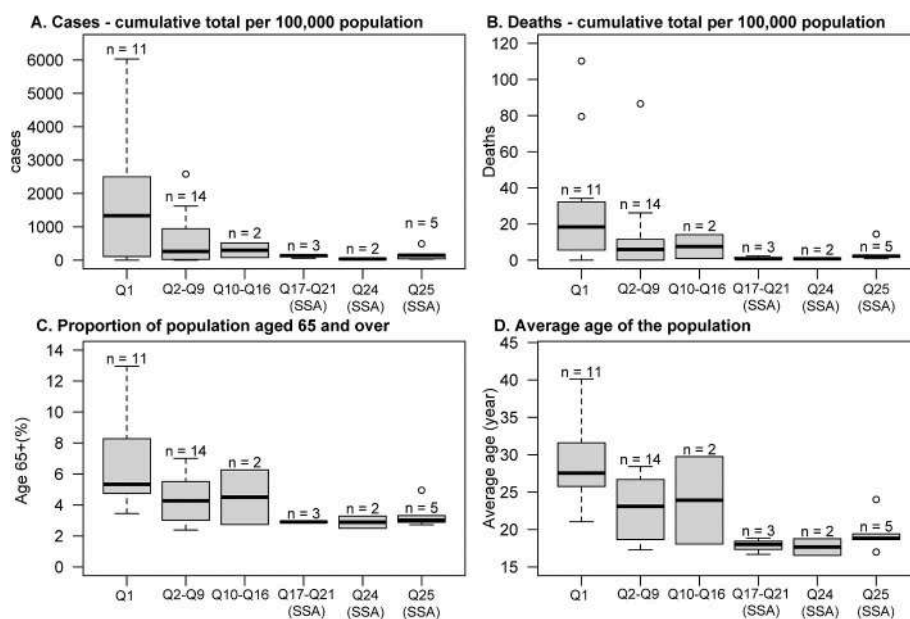 A. Cases - cumulative total per 100,000 population
n = 11
6000
5000
4000
3000
2000
1000
0
cases
n = 14
n = 2
n = 3
n = 2
n = 5
Q1
Q2-Q9
Q10-Q16
Q17-Q21
(SSA)
Q24
(SSA)
Q25
(SSA)
B. Deaths - cumulative total per 100,000 population
120
100
80
60
40
20
0
Deaths
n = 11
n = 14
n = 2
n = 3
n = 2
n = 5
Q1
Q2-Q9
Q10-Q16
Q17-Q21
(SSA)
Q24
(SSA)
Q25
(SSA)
C. Proportion of population aged 65 and over
14
12
10
8
6
4
2
0
Age 65+(%)
n = 11
n = 14
n = 2
n = 3
n = 2
n = 5
Q1
Q2-Q9
Q10-Q16
Q17-Q21
(SSA)
Q24
(SSA)
Q25
(SSA)
D. Average age of the population
45
40
35
30
25
20
15
Average age (year)
n = 11
n = 14
n = 2
n = 3
n = 2
n = 5
Q1
Q2-Q9
Q10-Q16
Q17-Q21
(SSA)
Q24
(SSA)
Q25
(SSA)